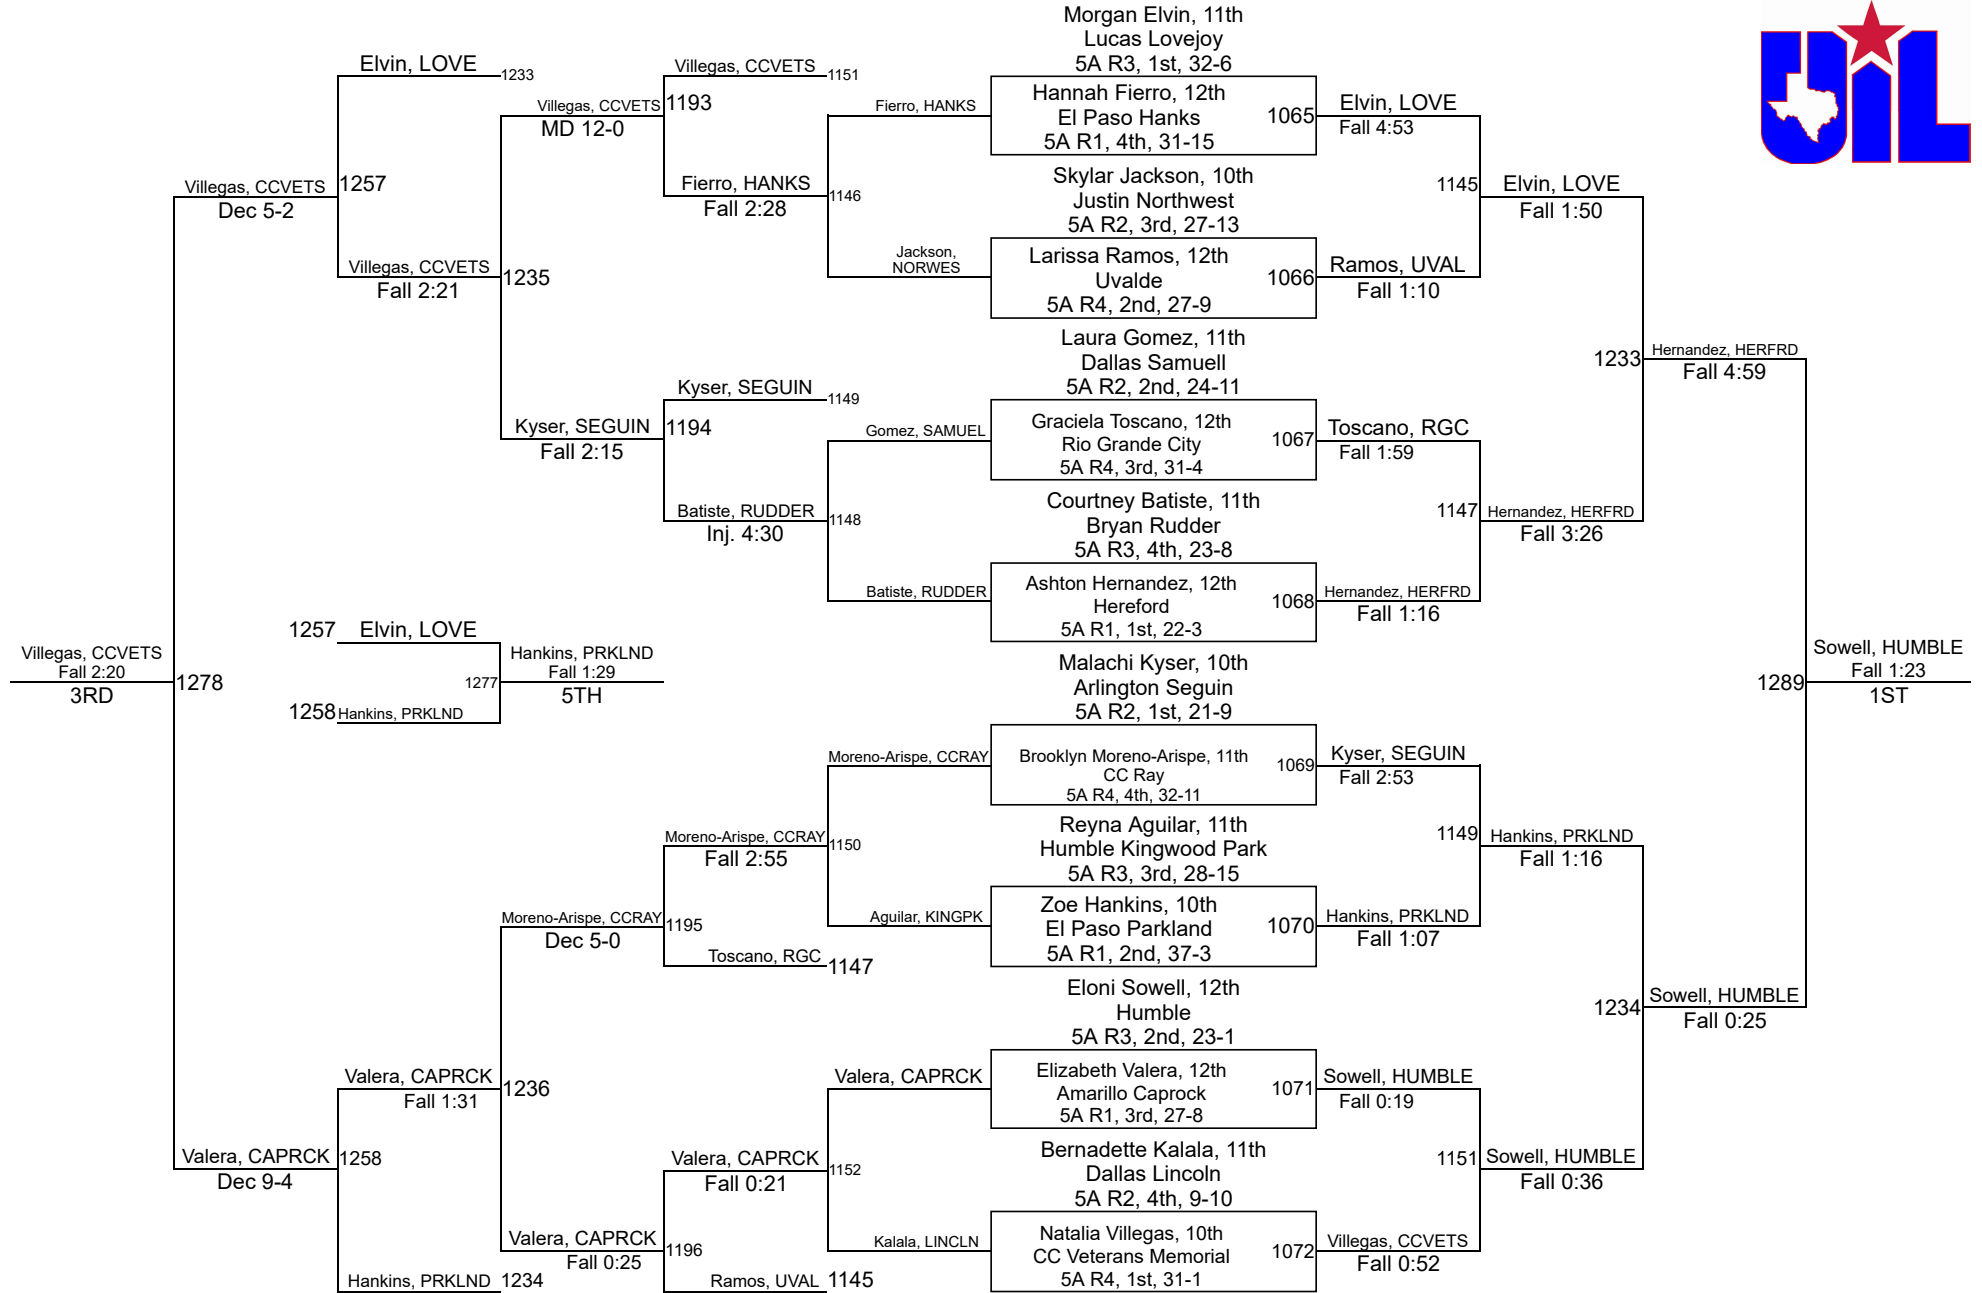 UIL
Morgan Elvin, 11th
Lucas Lovejoy
5A R3, 1st, 32-6
Hannah Fierro, 12th
El Paso Hanks
5A R1, 4th, 31-15
1065
Skylar Jackson, 10th
Justin Northwest
5A R2, 3rd, 27-13
Larissa Ramos, 12th
Uvalde
5A R4, 2nd, 27-9
1066
Laura Gomez, 11th
Dallas Samuell
5A R2, 2nd, 24-11
Graciela Toscano, 12th
Rio Grande City
5A R4, 3rd, 31-4
1067
Courtney Batiste, 11th
Bryan Rudder
5A R3, 4th, 23-8
Ashton Hernandez, 12th
Hereford
5A R1, 1st, 22-3
1068
Malachi Kyser, 10th
Arlington Seguin
5A R2, 1st, 21-9
Brooklyn Moreno-Arispe, 11th
CC Ray
5A R4, 4th, 32-11
1069
Reyna Aguilar, 11th
Humble Kingwood Park
5A R3, 3rd, 28-15
Zoe Hankins, 10th
El Paso Parkland
5A R1, 2nd, 37-3
1070
Eloni Sowell, 12th
Humble
5A R3, 2nd, 23-1
Elizabeth Valera, 12th
Amarillo Caprock
5A R1, 3rd, 27-8
1071
Bernadette Kalala, 11th
Dallas Lincoln
5A R2, 4th, 9-10
Natalia Villegas, 10th
CC Veterans Memorial
5A R4, 1st, 31-1
1072
Elvin, LOVE
Fall 4:53
1145
Ramos, UVAL
Fall 1:10
Toscano, RGC
Fall 1:59
1147
Hernandez, HERFRD
Fall 1:16
Kyser, SEGUIN
Fall 2:53
1149
Hankins, PRKLND
Fall 1:07
Sowell, HUMBLE
Fall 0:19
1151
Villegas, CCVETS
Fall 0:52
Elvin, LOVE
Fall 1:50
1233
Hernandez, HERFRD
Fall 3:26
Hankins, PRKLND
Fall 1:16
1234
Sowell, HUMBLE
Fall 0:36
Hernandez, HERFRD
Fall 4:59
1289
Sowell, HUMBLE
Fall 0:25
Sowell, HUMBLE
Fall 1:23
1ST
Fierro, HANKS
1146
Jackson,
NORWES
Gomez, SAMUEL
1148
Batiste, RUDDER
Moreno-Arispe, CCRAY
1150
Aguilar, KINGPK
Valera, CAPRCK
1152
Kalala, LINCLN
Villegas, CCVETS
1151
1193
Fierro, HANKS
Fall 2:28
Kyser, SEGUIN
1149
1194
Batiste, RUDDER
Inj. 4:30
Moreno-Arispe, CCRAY
Fall 2:55
1195
Toscano, RGC
1147
Valera, CAPRCK
Fall 0:21
1196
Ramos, UVAL
1145
Villegas, CCVETS
MD 12-0
1235
Kyser, SEGUIN
Fall 2:15
Moreno-Arispe, CCRAY
Dec 5-0
1236
Valera, CAPRCK
Fall 0:25
Elvin, LOVE
1233
1257
Villegas, CCVETS
Fall 2:21
Valera, CAPRCK
Fall 1:31
1258
Hankins, PRKLND
1234
Villegas, CCVETS
Dec 5-2
1278
Valera, CAPRCK
Dec 9-4
Villegas, CCVETS
Fall 2:20
3RD
1257
Elvin, LOVE
1277
1258
Hankins, PRKLND
Hankins, PRKLND
Fall 1:29
5TH